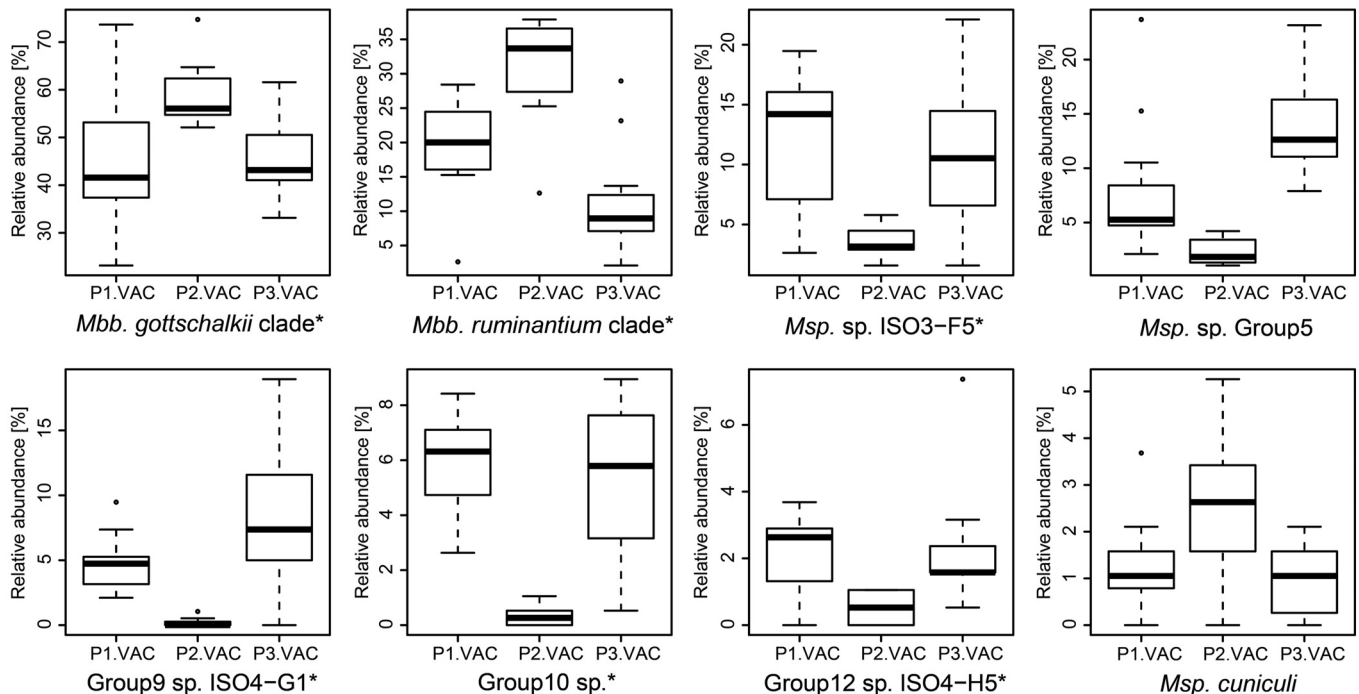 Relative abundance [%]
70
60
50
40
30
P1.VAC P2.VAC P3.VAC
Mbb. gottschalkii clade*
Relative abundance [%]
35
30
25
20
15
10
5
P1.VAC P2.VAC P3.VAC
Mbb. ruminantium clade*
Relative abundance [%]
20
15
10
5
P1.VAC P2.VAC P3.VAC
Msp. sp. ISO3−F5*
Relative abundance [%]
20
15
10
5
P1.VAC P2.VAC P3.VAC
Msp. sp. Group5
Relative abundance [%]
15
10
5
0
P1.VAC P2.VAC P3.VAC
Group9 sp. ISO4−G1*
Relative abundance [%]
8
6
4
2
0
P1.VAC P2.VAC P3.VAC
Group10 sp.*
Relative abundance [%]
6
4
2
0
P1.VAC P2.VAC P3.VAC
Group12 sp. ISO4−H5*
Relative abundance [%]
5
4
3
2
1
0
P1.VAC P2.VAC P3.VAC
Msp. cuniculi